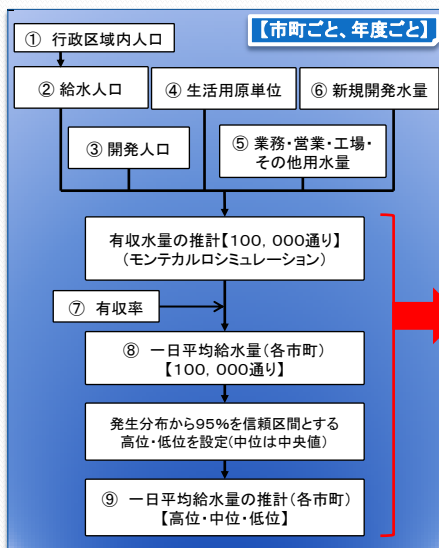 【市町ごと、年度ごと】
① 行政区域内人口
② 給水人口
④ 生活用原単位
⑥ 新規開発水量
③ 開発人口
⑤ 業務・営業・工場・
その他用水量
有収水量の推計【100,000通り】
(モンテカルロシミュレーション)
⑦ 有収率
⑧ 一日平均給水量(各市町)
【100,000通り】
発生分布から95%を信頼区間とする
高位・低位を設定(中位は中央値)
⑨ 一日平均給水量の推計(各市町)
【高位・中位・低位】